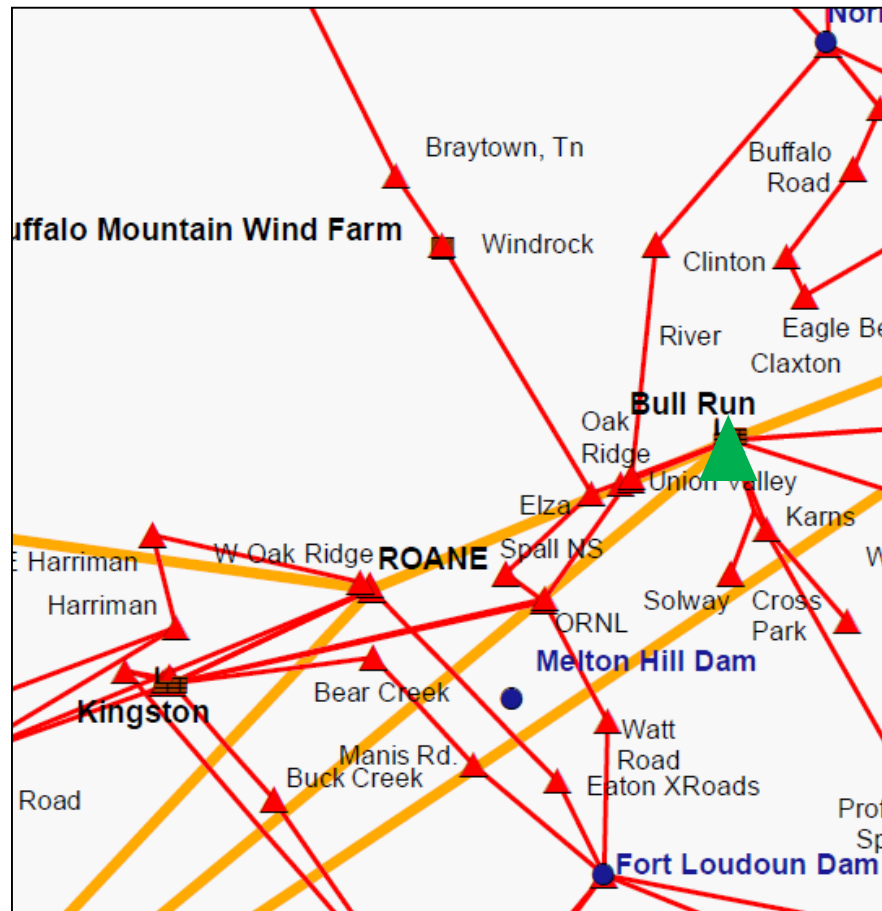 Nor
Braytown, Tn
Buffalo
Road
uffalo Mountain Wind Farm
Windrock
Clinton
Eagle Be
River
Claxton
Bull Run
Oak
Ridge
Union Valley
Elza
Karns
E Harriman
W Oak Ridge
ROANE
Spall NS
W
Harriman
Solway
Cross
Park
ORNL
Melton Hill Dam
Bear Creek
Kingston
Watt
Road
Manis Rd.
Buck Creek
Eaton XRoads
Road
Prof
Sp
Fort Loudoun Dam